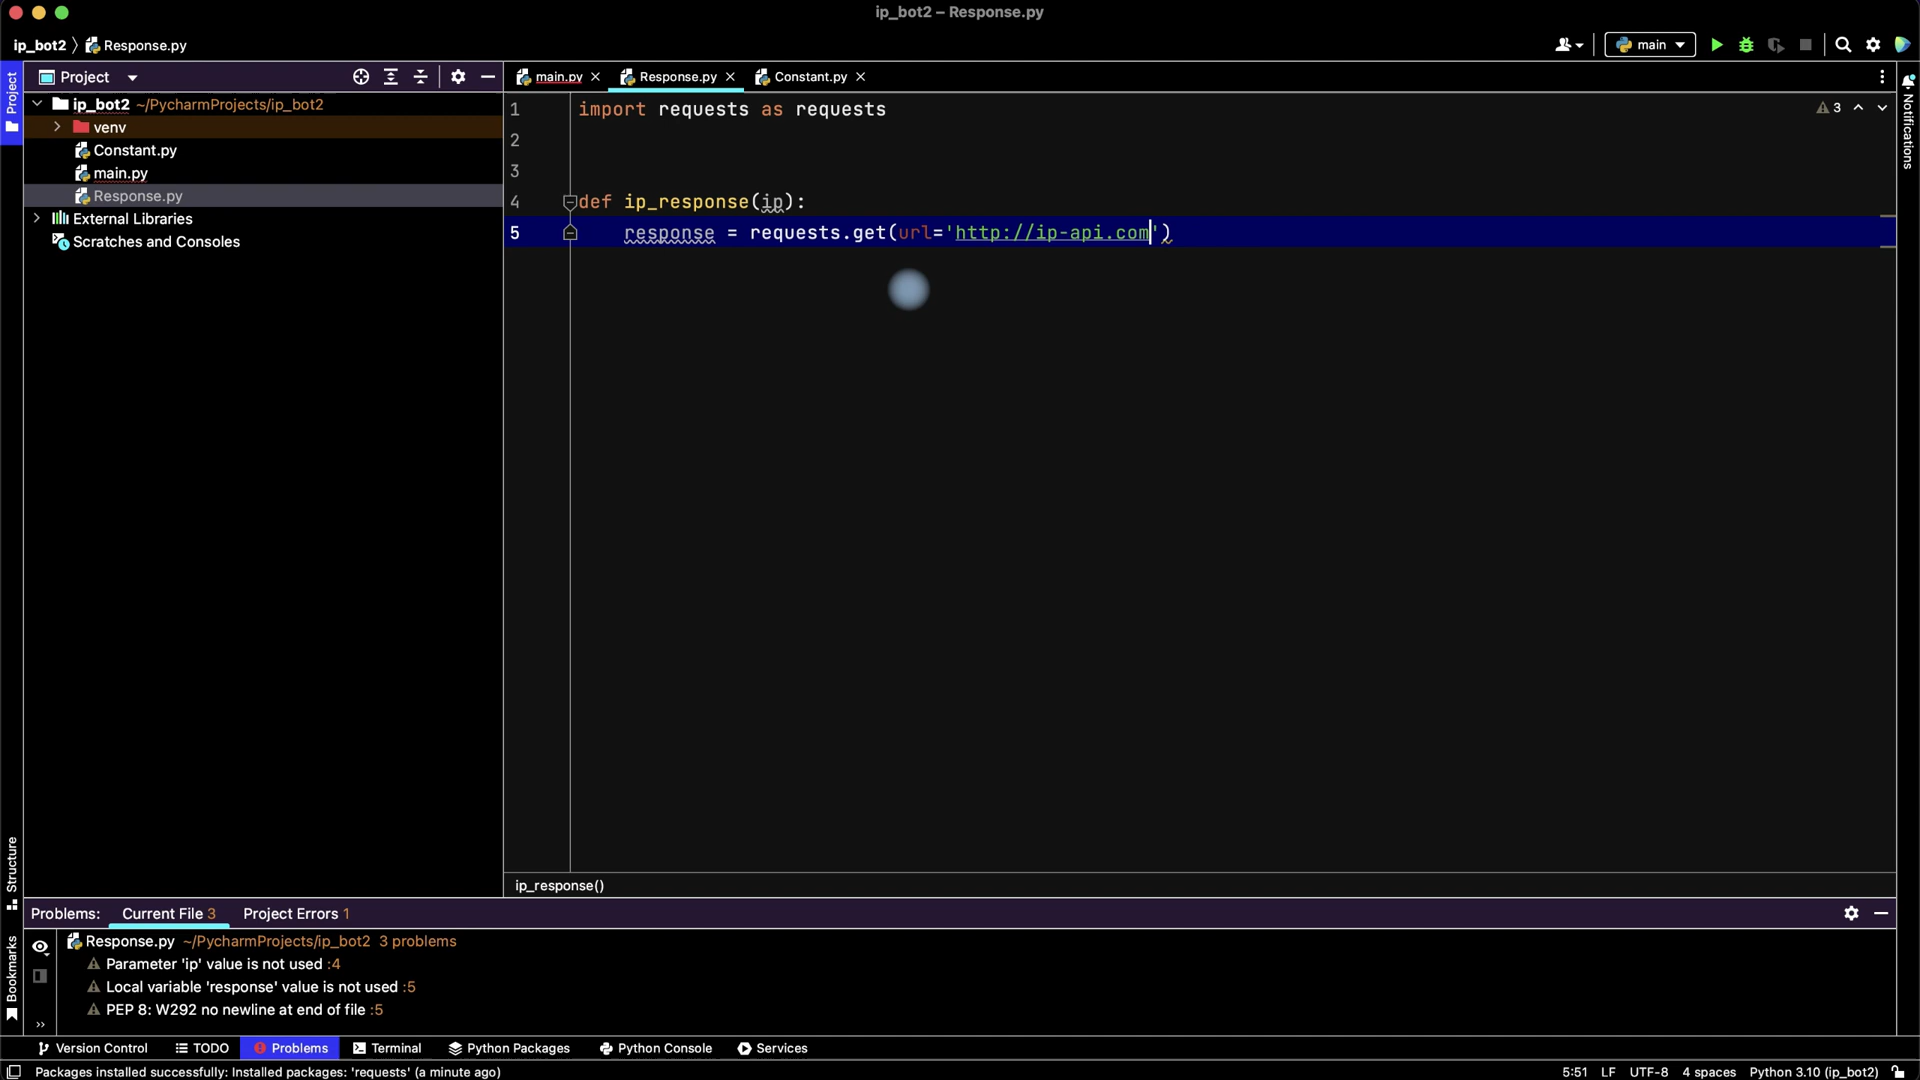 ip_bot2 – Response.py
ip_bot2 〉 Response.py
main
Project
Project
main.py
Response.py
Constant.py
Notifications
ip_bot2 ~/PycharmProjects/ip_bot2
venv
Constant.py
main.py
Response.py
External Libraries
Scratches and Consoles
1 import requests as requests
3
2
3
4 def ip_response(ip):
5 response = requests.get(url='http://ip-api.com')
ip_response()
Structure
Bookmarks
Problems: Current File 3 Project Errors 1
Response.py ~/PycharmProjects/ip_bot2 3 problems
Parameter 'ip' value is not used :4
Local variable 'response' value is not used :5
PEP 8: W292 no newline at end of file :5
Version Control TODO Problems Terminal Python Packages Python Console Services
Packages installed successfully: Installed packages: 'requests' (a minute ago)
5:51 LF UTF-8 4 spaces Python 3.10 (ip_bot2)